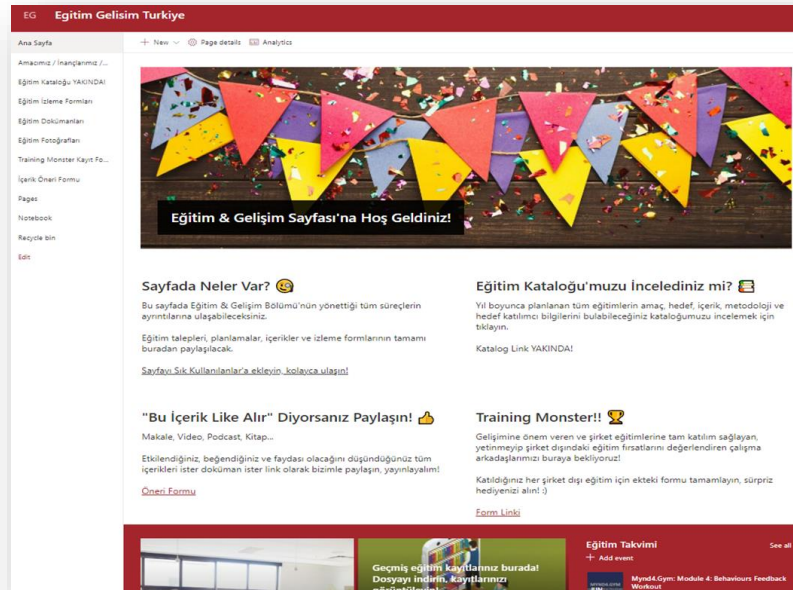 EG Egitim Gelisim Turkiye
Ana Sayfa
Amacımız / İnançlarımız /...
Eğitim Kataloğu YAKINDA!
Eğitim İzleme Formları
Eğitim Dokümanları
Eğitim Fotoğrafları
Training Monster Kayıt Fo...
İçerik Öneri Formu
Pages
Notebook
Recycle bin
Edit
New Page details Analytics
Eğitim & Gelişim Sayfası'na Hoş Geldiniz!
Sayfada Neler Var?
Bu sayfada Eğitim & Gelişim Bölümü'nün yönettiği tüm süreçlerin
ayrıntılarına ulaşabileceksiniz.
Eğitim talepleri, planlamalar, içerikler ve izleme formlarının tamamı
buradan paylaşılacak.
Sayfayı Sık Kullanılanlar'a ekleyin, kolayca ulaşın!
Eğitim Kataloğu'muzu İncelediniz mi?
Yıl boyunca planlanan tüm eğitimlerin amaç, hedef, içerik, metodoloji ve
hedef katılımcı bilgilerini bulabileceğiniz kataloğumuzu incelemek için
tıklayın.
Katalog Link YAKINDA!
"Bu İçerik Like Alır" Diyorsanız Paylaşın!
Makale, Video, Podcast, Kitap...
Etkilendiğiniz, beğendiğiniz ve faydası olacağını düşündüğünüz tüm
içerikleri ister doküman ister link olarak bizimle paylaşın, yayınlayalım!
Öneri Formu
Training Monster!!
Gelişimine önem veren ve şirket eğitimlerine tam katılım sağlayan,
yetinmeyip şirket dışındaki eğitim fırsatlarını değerlendiren çalışma
arkadaşlarımızı buraya bekliyoruz!
Katıldığınız her şirket dışı eğitim için ekteki formu tamamlayın, sürpriz
hediyenizi alın! :)
Form Linki
Geçmiş eğitim kayıtlarınız burada!
Dosyayı indirin, kayıtlarınızı
Eğitim Takvimi See all
Add event
Mynd4.Gym: Module 4: Behaviours Feedback
Workout